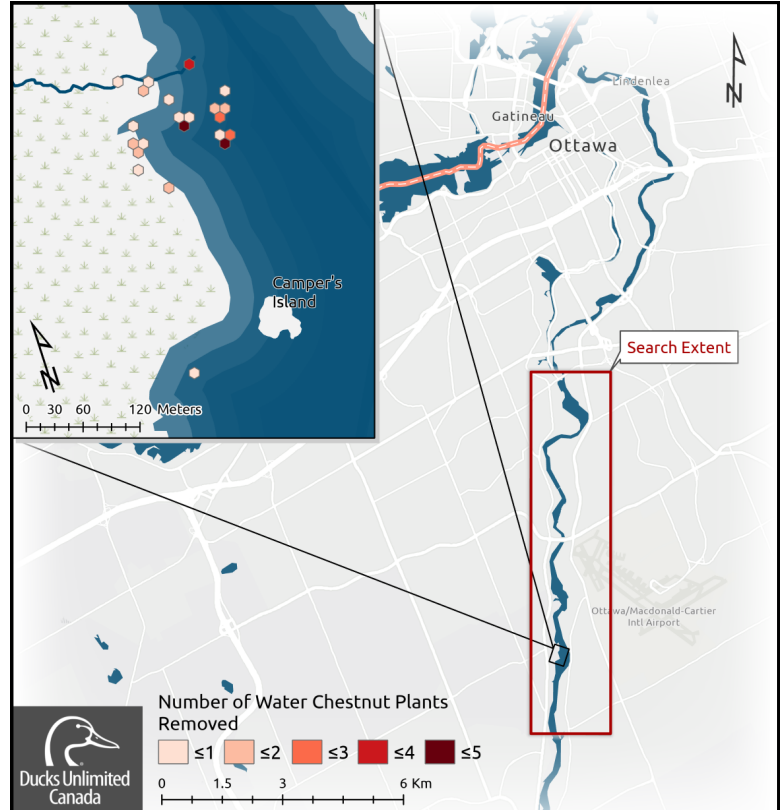 Lindenlea
N
Gatineau
Ottawa
Camper's
Island
Search Extent
N
0 30 60 120 Meters
Ottawa/Macdonald-Cartier
Intl Airport
Number of Water Chestnut Plants
Removed
≤1 ≤2 ≤3 ≤4 ≤5
Ducks Unlimited
Canada
0 1.5 3 6 Km